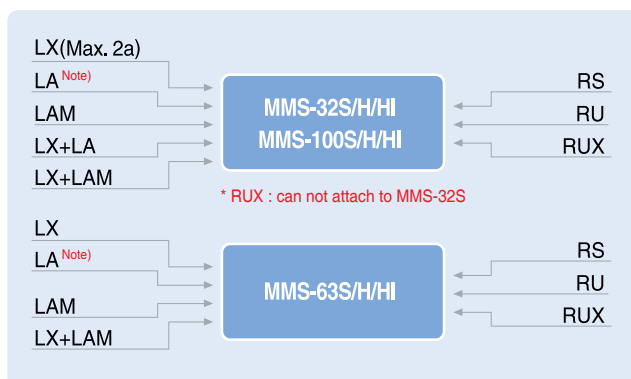 LX(Max. 2a)
LA Note)
LAM
LX+LA
LX+LAM
MMS-32S/H/HI
MMS-100S/H/HI
RS
RU
RUX
* RUX : can not attach to MMS-32S
LX
LA Note)
LAM
LX+LAM
MMS-63S/H/HI
RS
RU
RUX